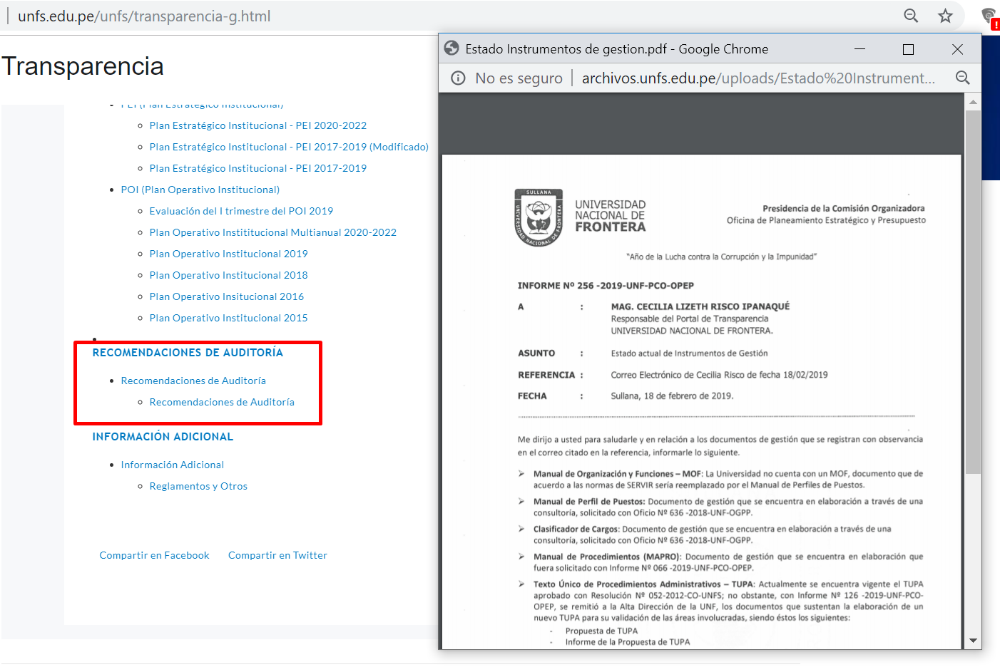 unfs.edu.pe/unfs/transparencia-g.html
Transparencia
PEI (Plan Estratégico Institucional)
Plan Estratégico Institucional - PEI 2020-2022
Plan Estratégico Institucional - PEI 2017-2019 (Modificado)
Plan Estratégico Institucional - PEI 2017-2019
POI (Plan Operativo Institucional)
Evaluación del I trimestre del POI 2019
Plan Operativo Instititucional Multianual 2020-2022
Plan Operativo Institucional 2019
Plan Operativo Institucional 2018
Plan Operativo Insitucional 2016
Plan Operativo Institucional 2015
RECOMENDACIONES DE AUDITORÍA
Recomendaciones de Auditoría
Recomendaciones de Auditoría
INFORMACIÓN ADICIONAL
Información Adicional
Reglamentos y Otros
Compartir en Facebook Compartir en Twitter
Estado Instrumentos de gestion.pdf - Google Chrome
No es seguro | archivos.unfs.edu.pe/uploads/Estado%20Instrument...
SULLANA
UNIVERSIDAD NACIONAL DE FRONTERA
UNIVERSIDAD
NACIONAL DE
FRONTERA
Presidencia de la Comisión Organizadora
Oficina de Planeamiento Estratégico y Presupuesto
"Año de la Lucha contra la Corrupción y la Impunidad"
INFORME Nº 256 -2019-UNF-PCO-OPEP
A : MAG. CECILIA LIZETH RISCO IPANAQUÉ
Responsable del Portal de Transparencia
UNIVERSIDAD NACIONAL DE FRONTERA.
ASUNTO : Estado actual de Instrumentos de Gestión
REFERENCIA : Correo Electrónico de Cecilia Risco de fecha 18/02/2019
FECHA : Sullana, 18 de febrero de 2019.
Me dirijo a usted para saludarle y en relación a los documentos de gestión que se registran con observancia
en el correo citado en la referencia, informarle lo siguiente.
➢ Manual de Organización y Funciones – MOF: La Universidad no cuenta con un MOF, documento que de
acuerdo a las normas de SERVIR sería reemplazado por el Manual de Perfiles de Puestos.
➢ Manual de Perfil de Puestos: Documento de gestión que se encuentra en elaboración a través de una
consultoría, solicitado con Oficio Nº 636 -2018-UNF-OGPP.
➢ Clasificador de Cargos: Documento de gestión que se encuentra en elaboración a través de una
consultoría, solicitado con Oficio Nº 636 -2018-UNF-OGPP.
➢ Manual de Procedimientos (MAPRO): Documento de gestión que se encuentra en elaboración que
fuera solicitado con Informe Nº 066 -2019-UNF-PCO-OPEP.
➢ Texto Único de Procedimientos Administrativos – TUPA: Actualmente se encuentra vigente el TUPA
aprobado con Resolución Nº 052-2012-CO-UNFS; no obstante, con Informe Nº 126 -2019-UNF-PCO-
OPEP, se remitió a la Alta Dirección de la UNF, los documentos que sustentan la elaboración de un
nuevo TUPA para su validación de las áreas involucradas, siendo éstos los siguientes:
- Propuesta de TUPA
- Informe de la Propuesta de TUPA